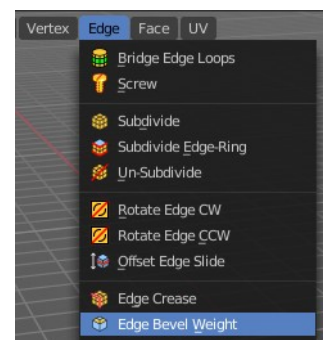 Vertex Edge Face UV
Bridge Edge Loops
Screw
Subdivide
Subdivide Edge-Ring
Un-Subdivide
Rotate Edge CW
Rotate Edge CCW
Offset Edge Slide
Edge Crease
Edge Bevel Weight